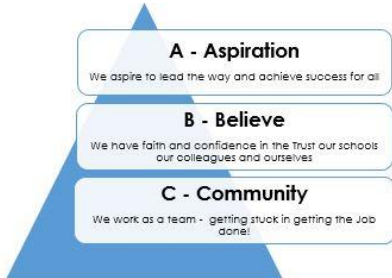 A - Aspiration
We aspire to lead the way and achieve success for all
B - Believe
We have faith and confidence in the Trust our schools
our colleagues and ourselves
C - Community
We work as a team - getting stuck in getting the Job
done!